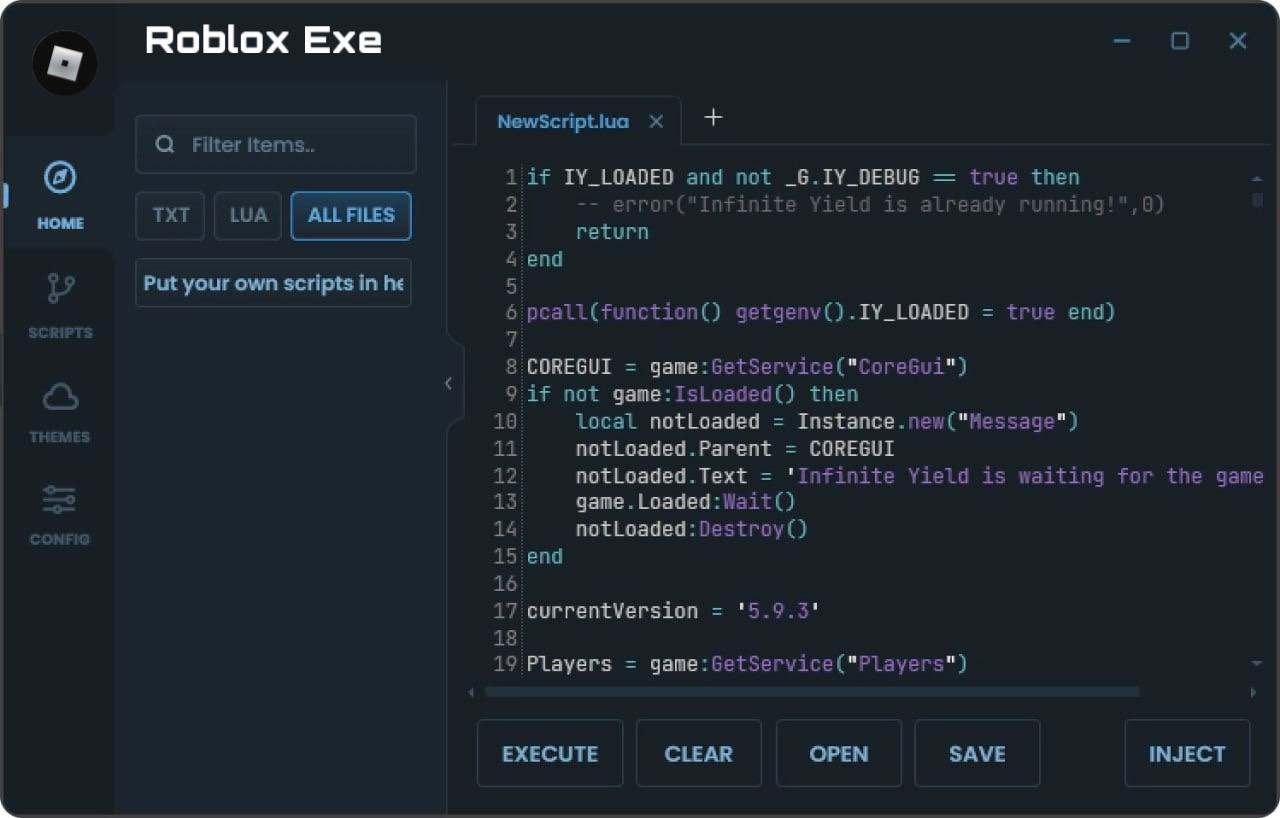 Roblox Exe
HOME
SCRIPTS
THEMES
CONFIG
Filter Items..
TXT LUA ALL FILES
Put your own scripts in he
NewScript.lua
1 if IY_LOADED and not _G.IY_DEBUG == true then
2     -- error("Infinite Yield is already running!",0)
3     return
4 end
5
6 pcall(function() getgenv().IY_LOADED = true end)
7
8 COREGUI = game:GetService("CoreGui")
9 if not game:IsLoaded() then
10     local notLoaded = Instance.new("Message")
11     notLoaded.Parent = COREGUI
12     notLoaded.Text = 'Infinite Yield is waiting for the game
13     game.Loaded:Wait()
14     notLoaded:Destroy()
15 end
16
17 currentVersion = '5.9.3'
18
19 Players = game:GetService("Players")
EXECUTE CLEAR OPEN SAVE INJECT